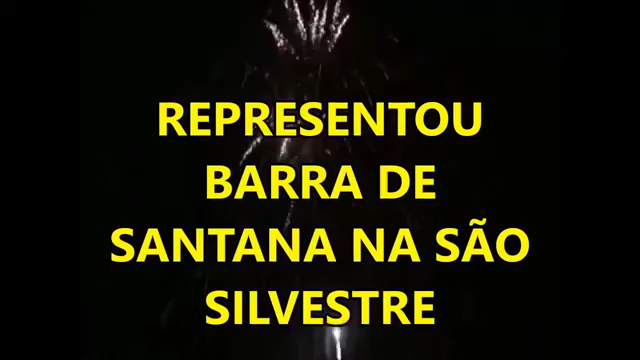 REPRESENTOU
BARRA DE
SANTANA NA SÃO
SILVESTRE